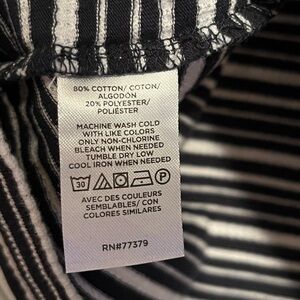 80% COTTON/ COTON/
ALGODÓN
20% POLYESTER/
POLIÉSTER
MACHINE WASH COLD
WITH LIKE COLORS
ONLY NON-CHLORINE
BLEACH WHEN NEEDED
TUMBLE DRY LOW
COOL IRON WHEN NEEDED
30 P
AVEC DES COULEURS
SEMBLABLES/ CON
COLORES SIMILARES
RN#77379